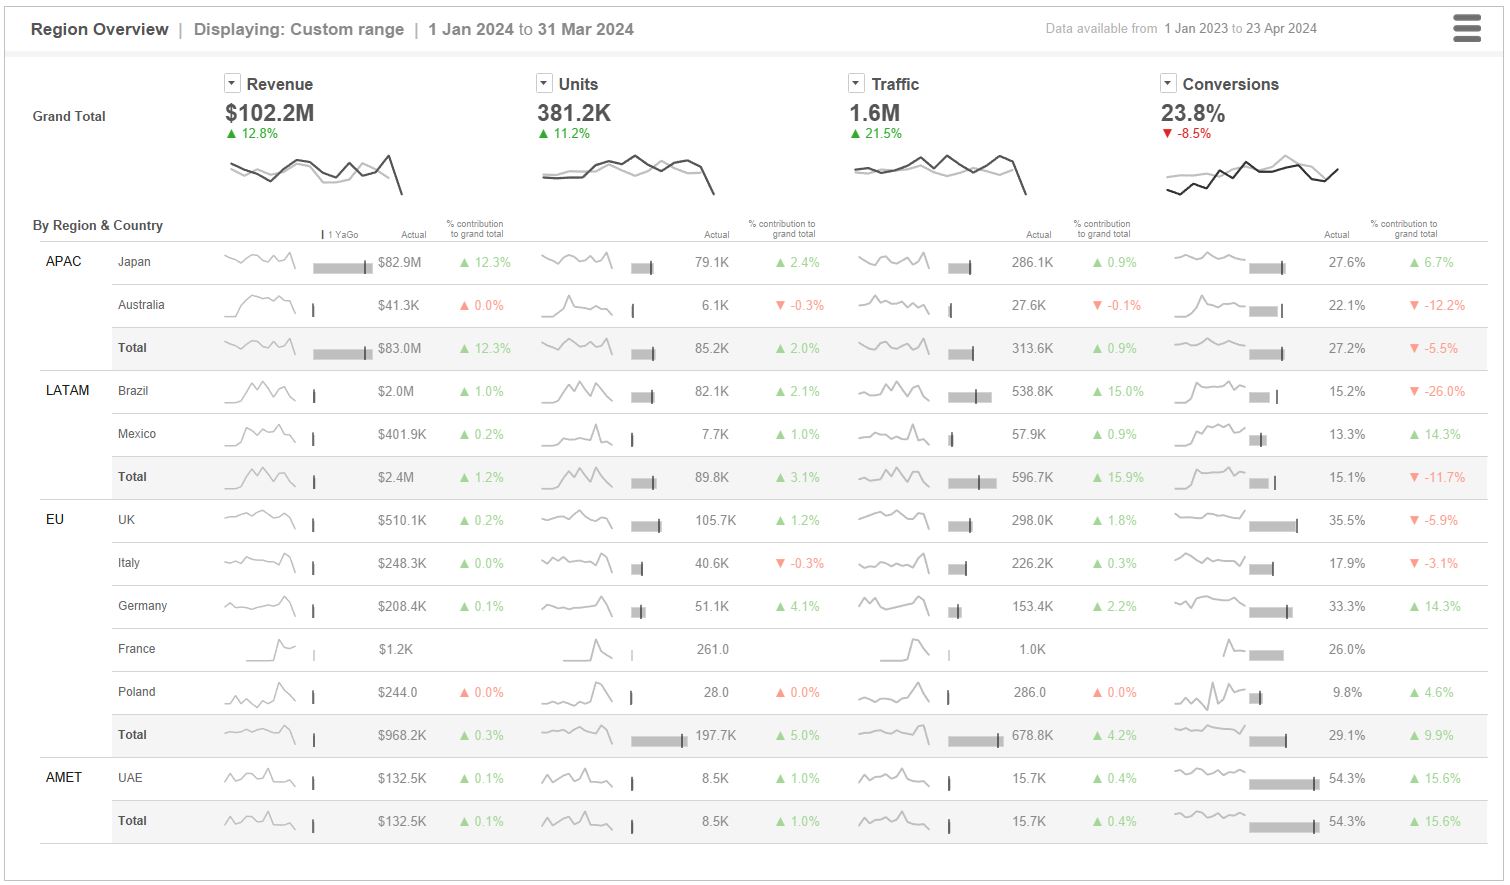 Region Overview | Displaying: Custom range | 1 Jan 2024 to 31 Mar 2024 Data available from 1 Jan 2023 to 23 Apr 2024
Revenue Units Traffic Conversions
Grand Total $102.2M 381.2K 1.6M 23.8%
▲ 12.8% ▲ 11.2% ▲ 21.5% ▼ -8.5%
By Region & Country 1 YaGo Actual % contribution to grand total Actual % contribution to grand total Actual % contribution to grand total Actual % contribution to grand total
APAC Japan $82.9M ▲ 12.3% 79.1K ▲ 2.4% 286.1K ▲ 0.9% 27.6% ▲ 6.7%
Australia $41.3K ▲ 0.0% 6.1K ▼ -0.3% 27.6K ▼ -0.1% 22.1% ▼ -12.2%
Total $83.0M ▲ 12.3% 85.2K ▲ 2.0% 313.6K ▲ 0.9% 27.2% ▼ -5.5%
LATAM Brazil $2.0M ▲ 1.0% 82.1K ▲ 2.1% 538.8K ▲ 15.0% 15.2% ▼ -26.0%
Mexico $401.9K ▲ 0.2% 7.7K ▲ 1.0% 57.9K ▲ 0.9% 13.3% ▲ 14.3%
Total $2.4M ▲ 1.2% 89.8K ▲ 3.1% 596.7K ▲ 15.9% 15.1% ▼ -11.7%
EU UK $510.1K ▲ 0.2% 105.7K ▲ 1.2% 298.0K ▲ 1.8% 35.5% ▼ -5.9%
Italy $248.3K ▲ 0.0% 40.6K ▼ -0.3% 226.2K ▲ 0.3% 17.9% ▼ -3.1%
Germany $208.4K ▲ 0.1% 51.1K ▲ 4.1% 153.4K ▲ 2.2% 33.3% ▲ 14.3%
France $1.2K 261.0 1.0K 26.0%
Poland $244.0 ▲ 0.0% 28.0 ▲ 0.0% 286.0 ▲ 0.0% 9.8% ▲ 4.6%
Total $968.2K ▲ 0.3% 197.7K ▲ 5.0% 678.8K ▲ 4.2% 29.1% ▲ 9.9%
AMET UAE $132.5K ▲ 0.1% 8.5K ▲ 1.0% 15.7K ▲ 0.4% 54.3% ▲ 15.6%
Total $132.5K ▲ 0.1% 8.5K ▲ 1.0% 15.7K ▲ 0.4% 54.3% ▲ 15.6%